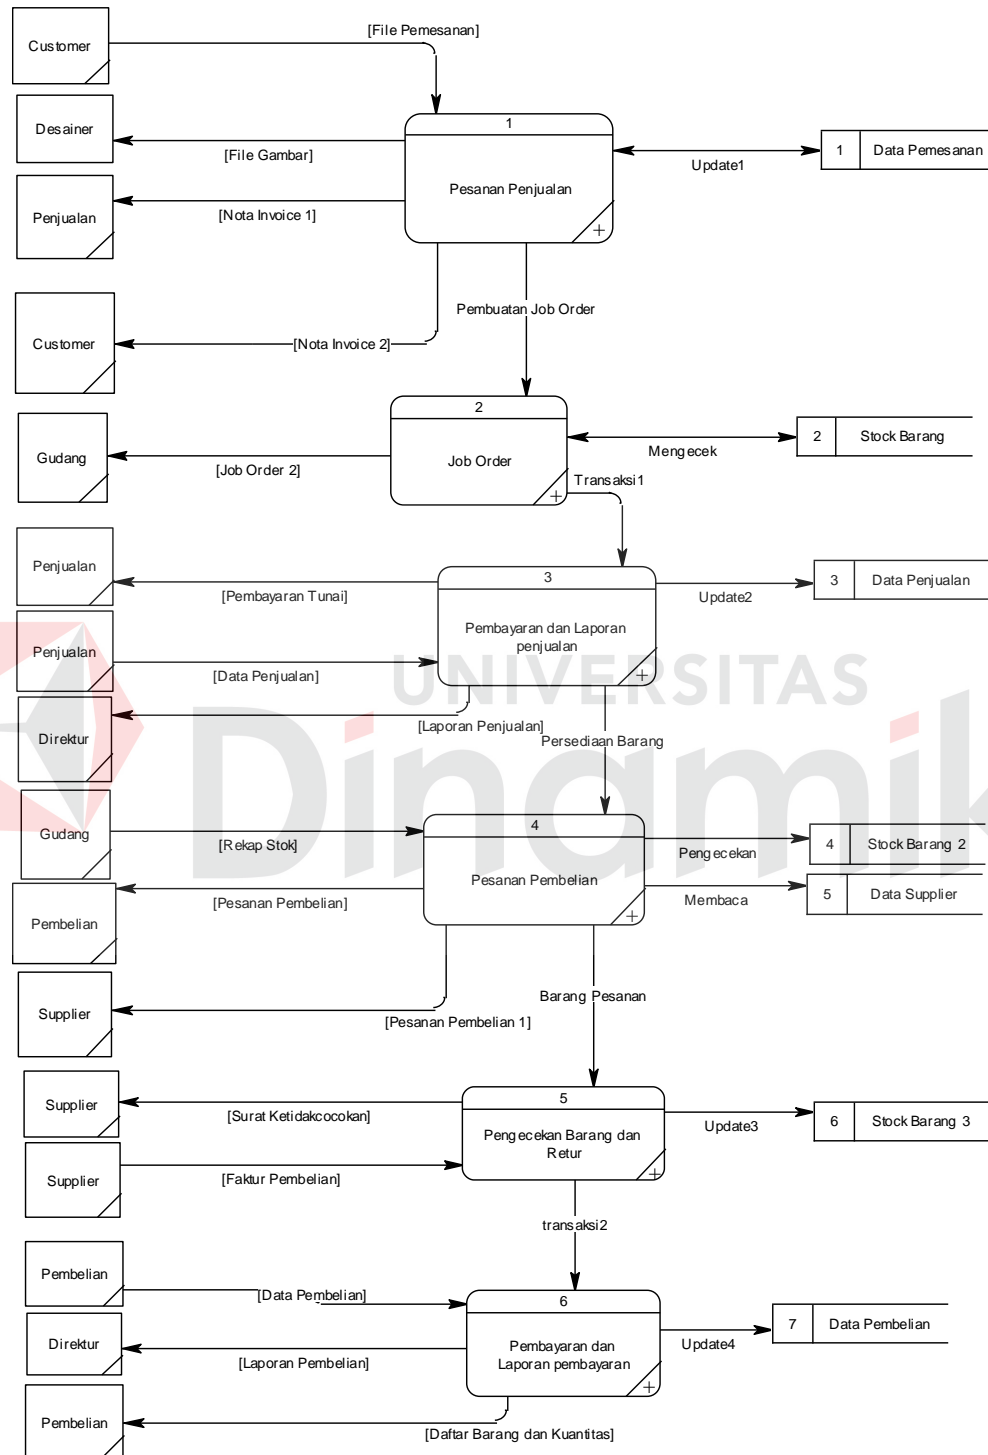 [File Pemesanan]
Customer
1
Desainer
[File Gambar]
Pesanan Penjualan
Update1
1 Data Pemesanan
Penjualan
[Nota Invoice 1]
+
Pembuatan Job Order
Customer
[Nota Invoice 2]
2
Gudang
[Job Order 2]
Job Order
Mengecek
2 Stock Barang
+
Transaksi1
Penjualan
[Pembayaran Tunai]
3
Update2
3 Data Penjualan
Pembayaran dan Laporan
penjualan
Penjualan
[Data Penjualan]
+
UNIVERSITAS
Dinamik
Direktur
[Laporan Penjualan]
Persediaan Barang
Gudang
[Rekap Stok]
4
Pengecekan
4 Stock Barang 2
Pesanan Pembelian
[Pesanan Pembelian]
Membaca
5 Data Supplier
+
Pembelian
Barang Pesanan
Supplier
[Pesanan Pembelian 1]
Supplier
[Surat Ketidakcocokan]
5
Update3
6 Stock Barang 3
Pengecekan Barang dan
Retur
Supplier
[Faktur Pembelian]
+
transaksi2
Pembelian
[Data Pembelian]
6
Update4
7 Data Pembelian
Direktur
[Laporan Pembelian]
Pembayaran dan
Laporan pembayaran
+
Pembelian
[Daftar Barang dan Kuantitas]